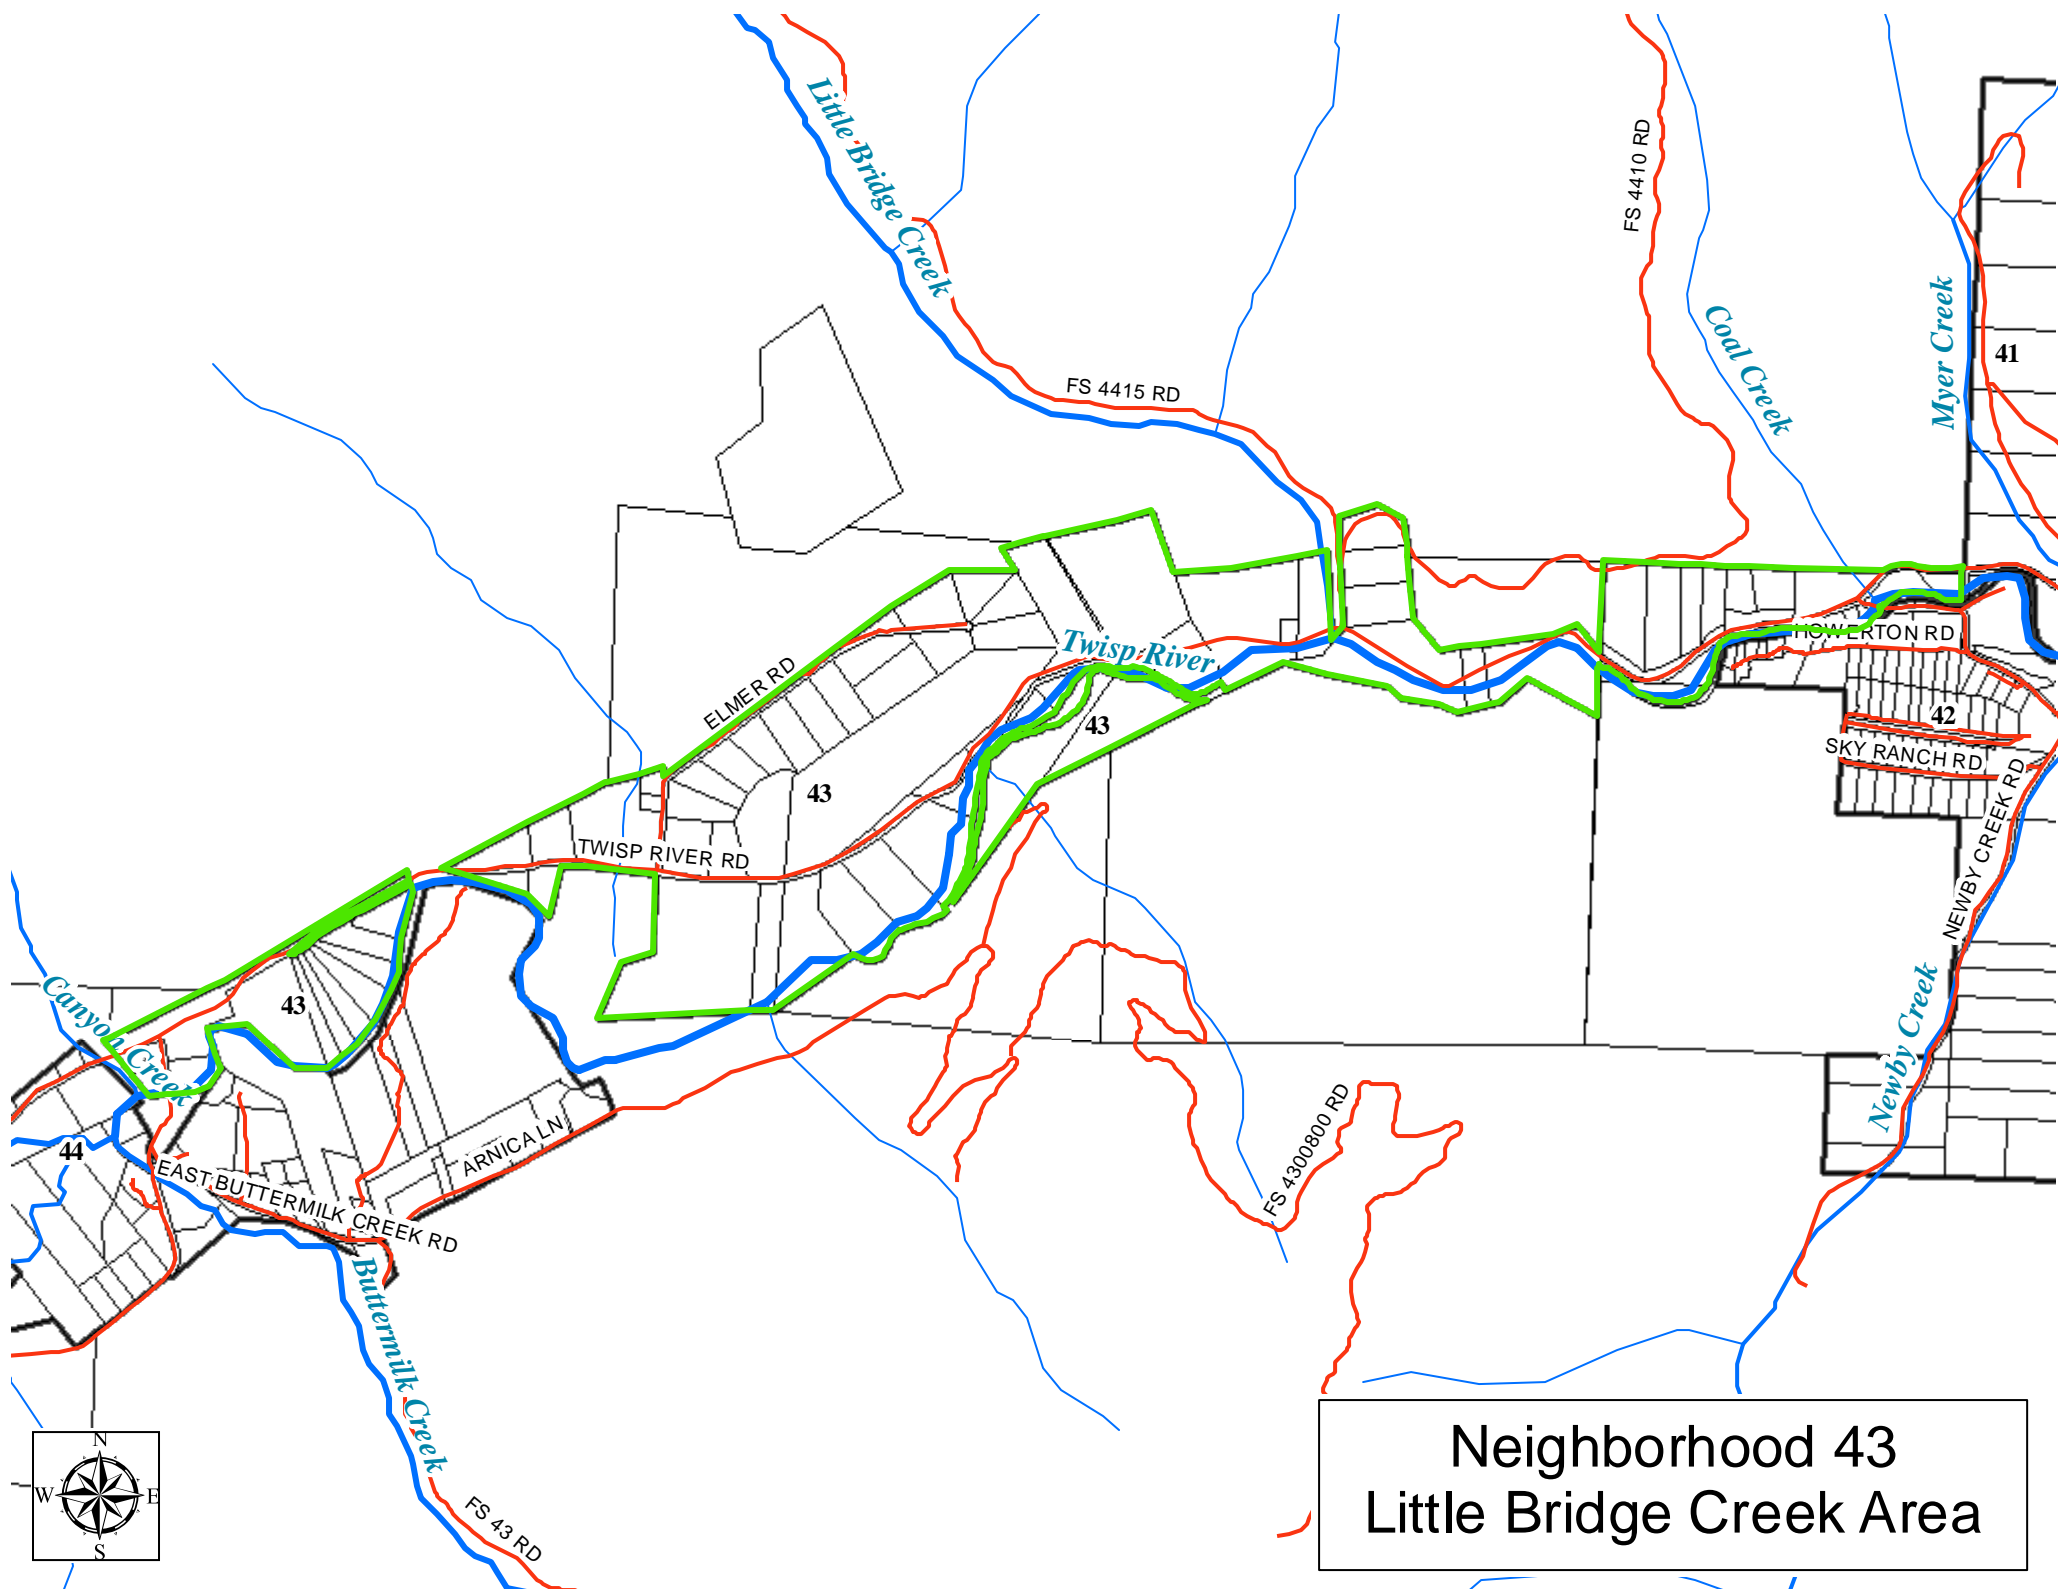 Little Bridge Creek
FS 4410 RD
Coal Creek
Myer Creek
41
FS 4415 RD
Twisp River
HOWERTON RD
ELMER RD
43
42
SKY RANCH RD
43
TWISP RIVER RD
NEWBY CREEK RD
43
Canyon Creek
Newby Creek
44
ARNICA LN
EAST BUTTERMILK CREEK RD
FS 4300800 RD
Buttermilk Creek
FS 43 RD
N
W
E
S
Neighborhood 43
Little Bridge Creek Area